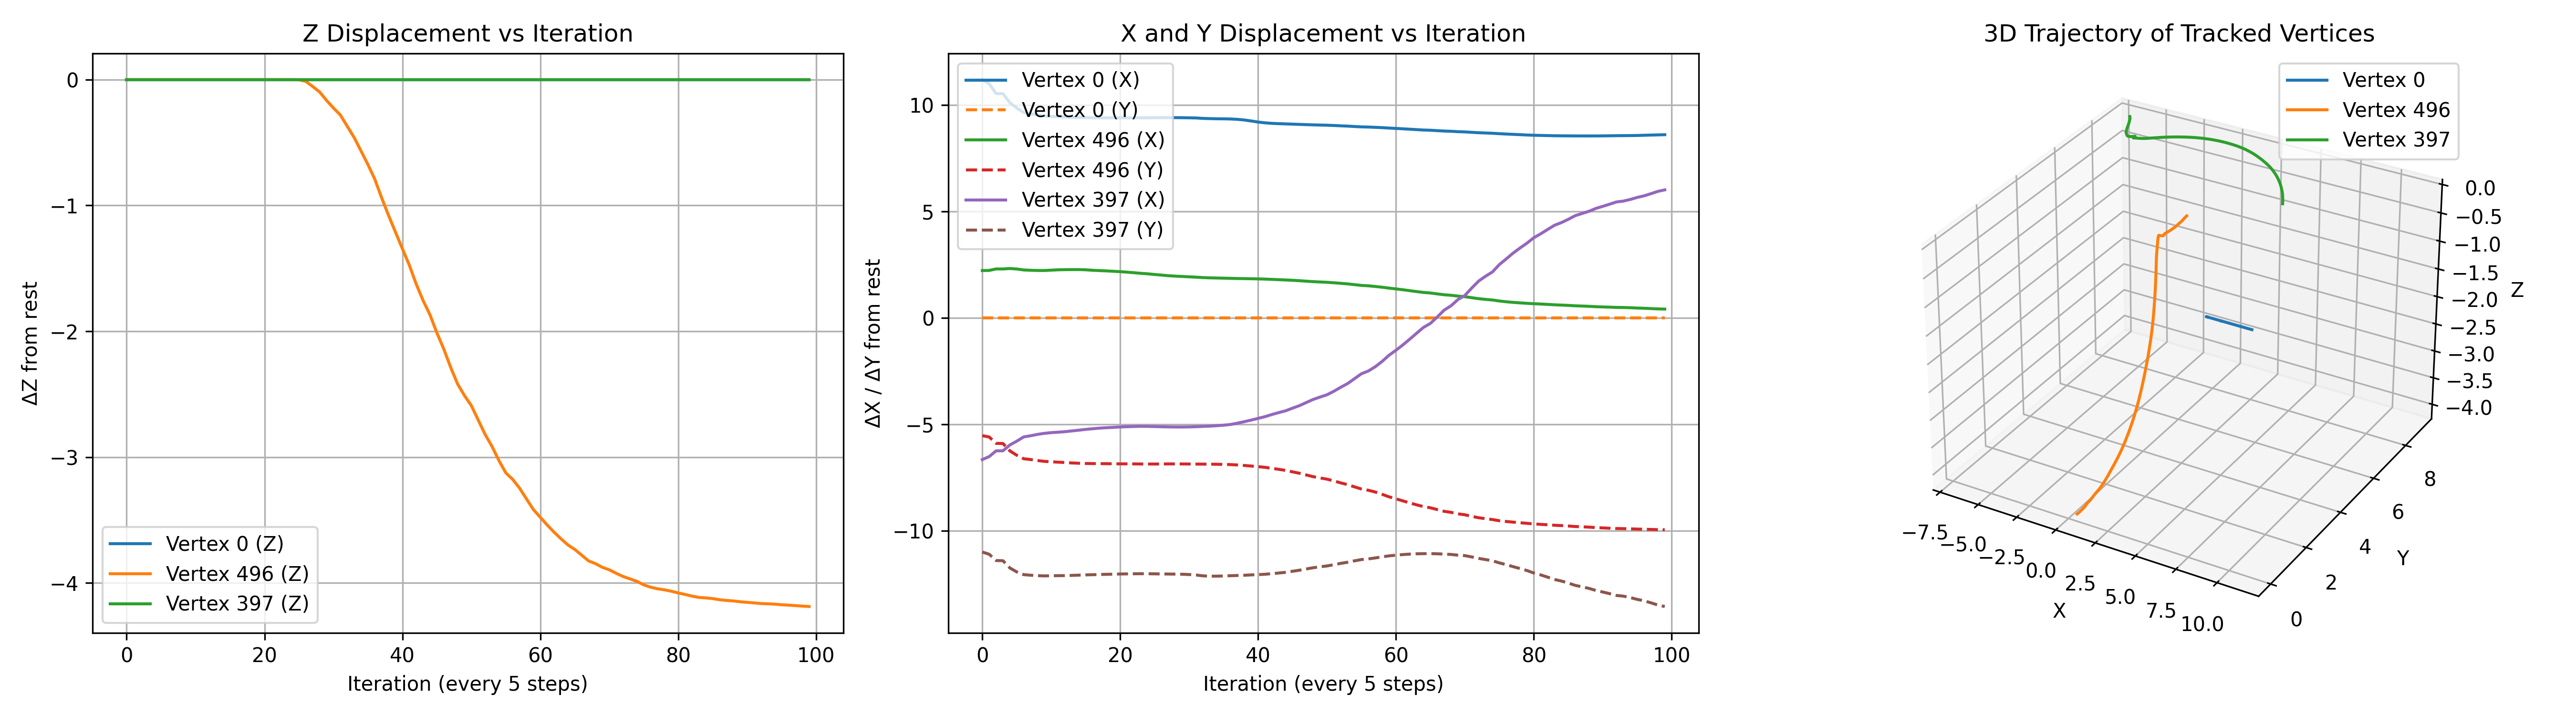 Z Displacement vs Iteration
ΔZ from rest
0
−1
−2
−3
−4
Vertex 0 (Z)
Vertex 496 (Z)
Vertex 397 (Z)
0 20 40 60 80 100
Iteration (every 5 steps)
X and Y Displacement vs Iteration
ΔX / ΔY from rest
10
5
0
−5
−10
Vertex 0 (X)
Vertex 0 (Y)
Vertex 496 (X)
Vertex 496 (Y)
Vertex 397 (X)
Vertex 397 (Y)
0 20 40 60 80 100
Iteration (every 5 steps)
3D Trajectory of Tracked Vertices
Vertex 0
Vertex 496
Vertex 397
0.0
−0.5
−1.0
−1.5
−2.0
−2.5
−3.0
−3.5
−4.0
Z
8
6
4
2
0
Y
−7.5
−5.0
−2.5
0.0
2.5
5.0
7.5
10.0
X